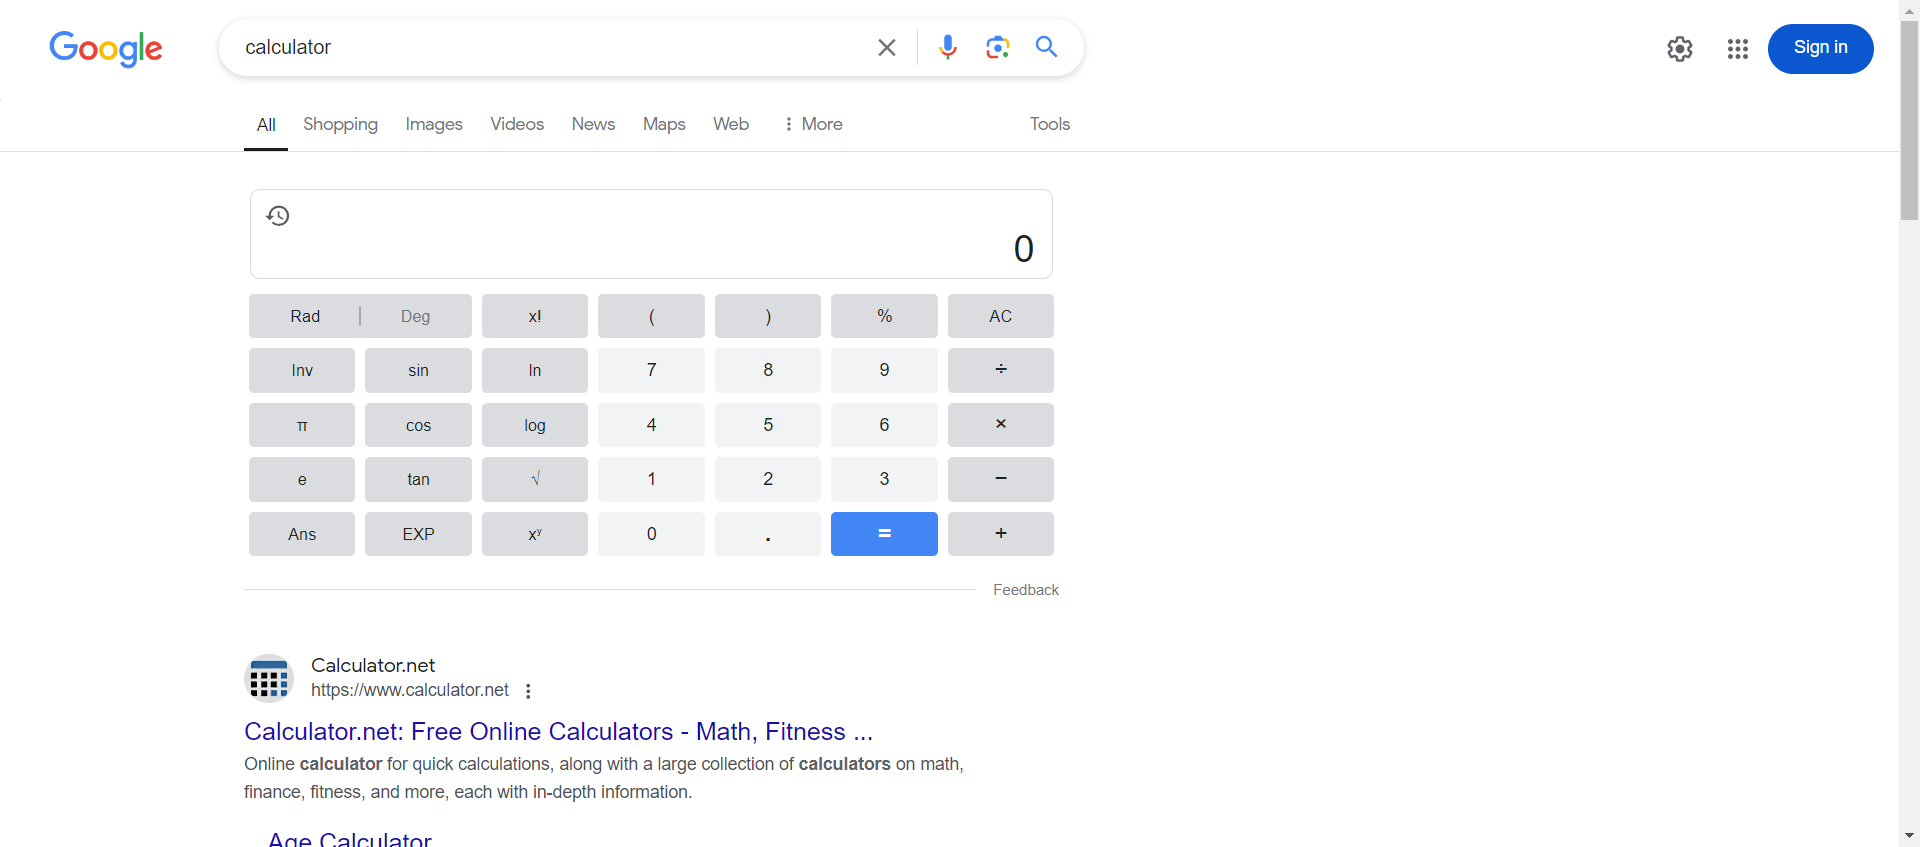 Google
calculator
Sign in
All Shopping Images Videos News Maps Web More Tools
0
Rad Deg x! ( ) % AC
Inv sin ln 7 8 9 ÷
π cos log 4 5 6 ×
e tan √ 1 2 3 −
Ans EXP xʸ 0 . = +
Feedback
Calculator.net
https://www.calculator.net
Calculator.net: Free Online Calculators - Math, Fitness ...
Online calculator for quick calculations, along with a large collection of calculators on math,
finance, fitness, and more, each with in-depth information.
Age Calculator